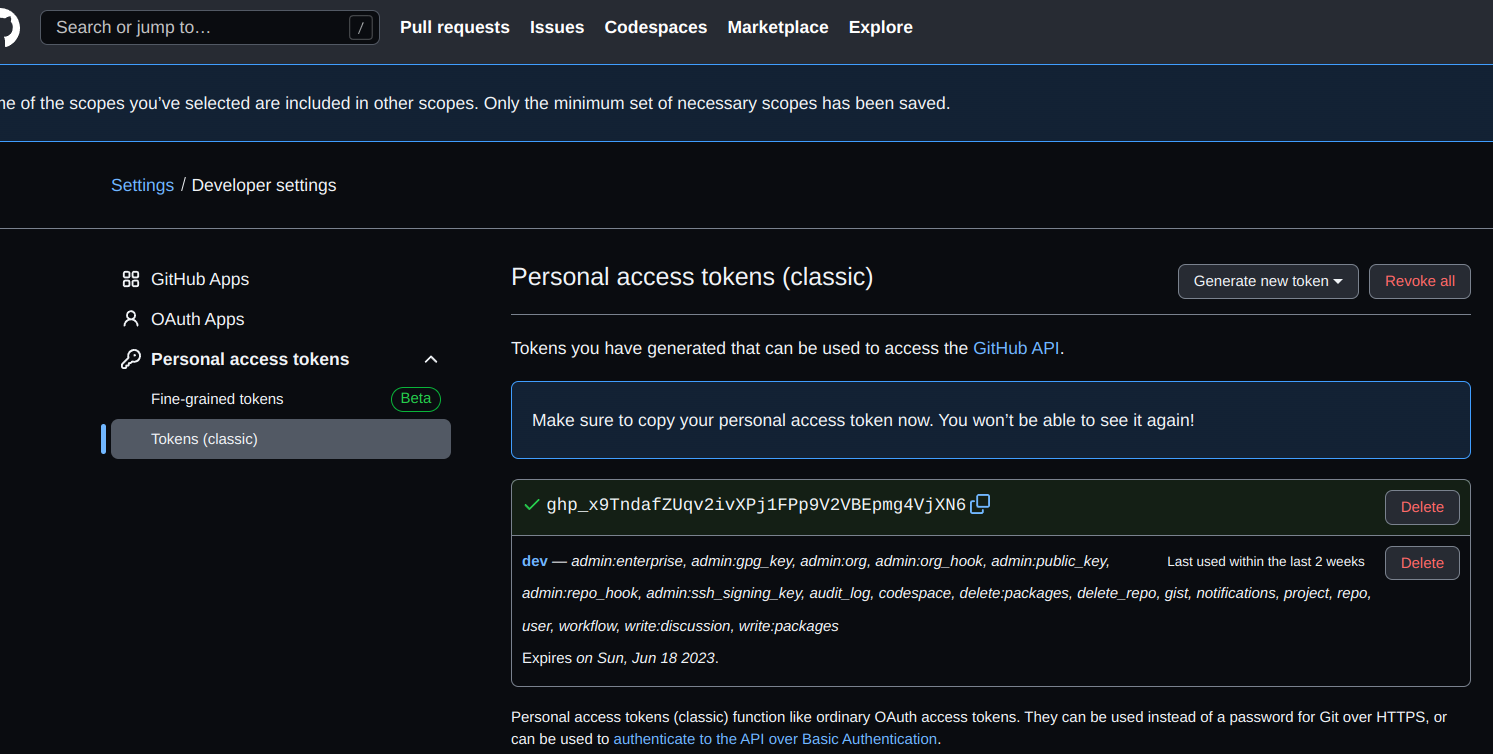 Search or jump to… /
Pull requests Issues Codespaces Marketplace Explore
me of the scopes you’ve selected are included in other scopes. Only the minimum set of necessary scopes has been saved.
Settings / Developer settings
GitHub Apps
OAuth Apps
Personal access tokens
Fine-grained tokens Beta
Tokens (classic)
Personal access tokens (classic)
Generate new token Revoke all
Tokens you have generated that can be used to access the GitHub API.
Make sure to copy your personal access token now. You won’t be able to see it again!
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 Delete
dev — admin:enterprise, admin:gpg_key, admin:org, admin:org_hook, admin:public_key, Last used within the last 2 weeks Delete
admin:repo_hook, admin:ssh_signing_key, audit_log, codespace, delete:packages, delete_repo, gist, notifications, project, repo,
user, workflow, write:discussion, write:packages
Expires on Sun, Jun 18 2023.
Personal access tokens (classic) function like ordinary OAuth access tokens. They can be used instead of a password for Git over HTTPS, or
can be used to authenticate to the API over Basic Authentication.